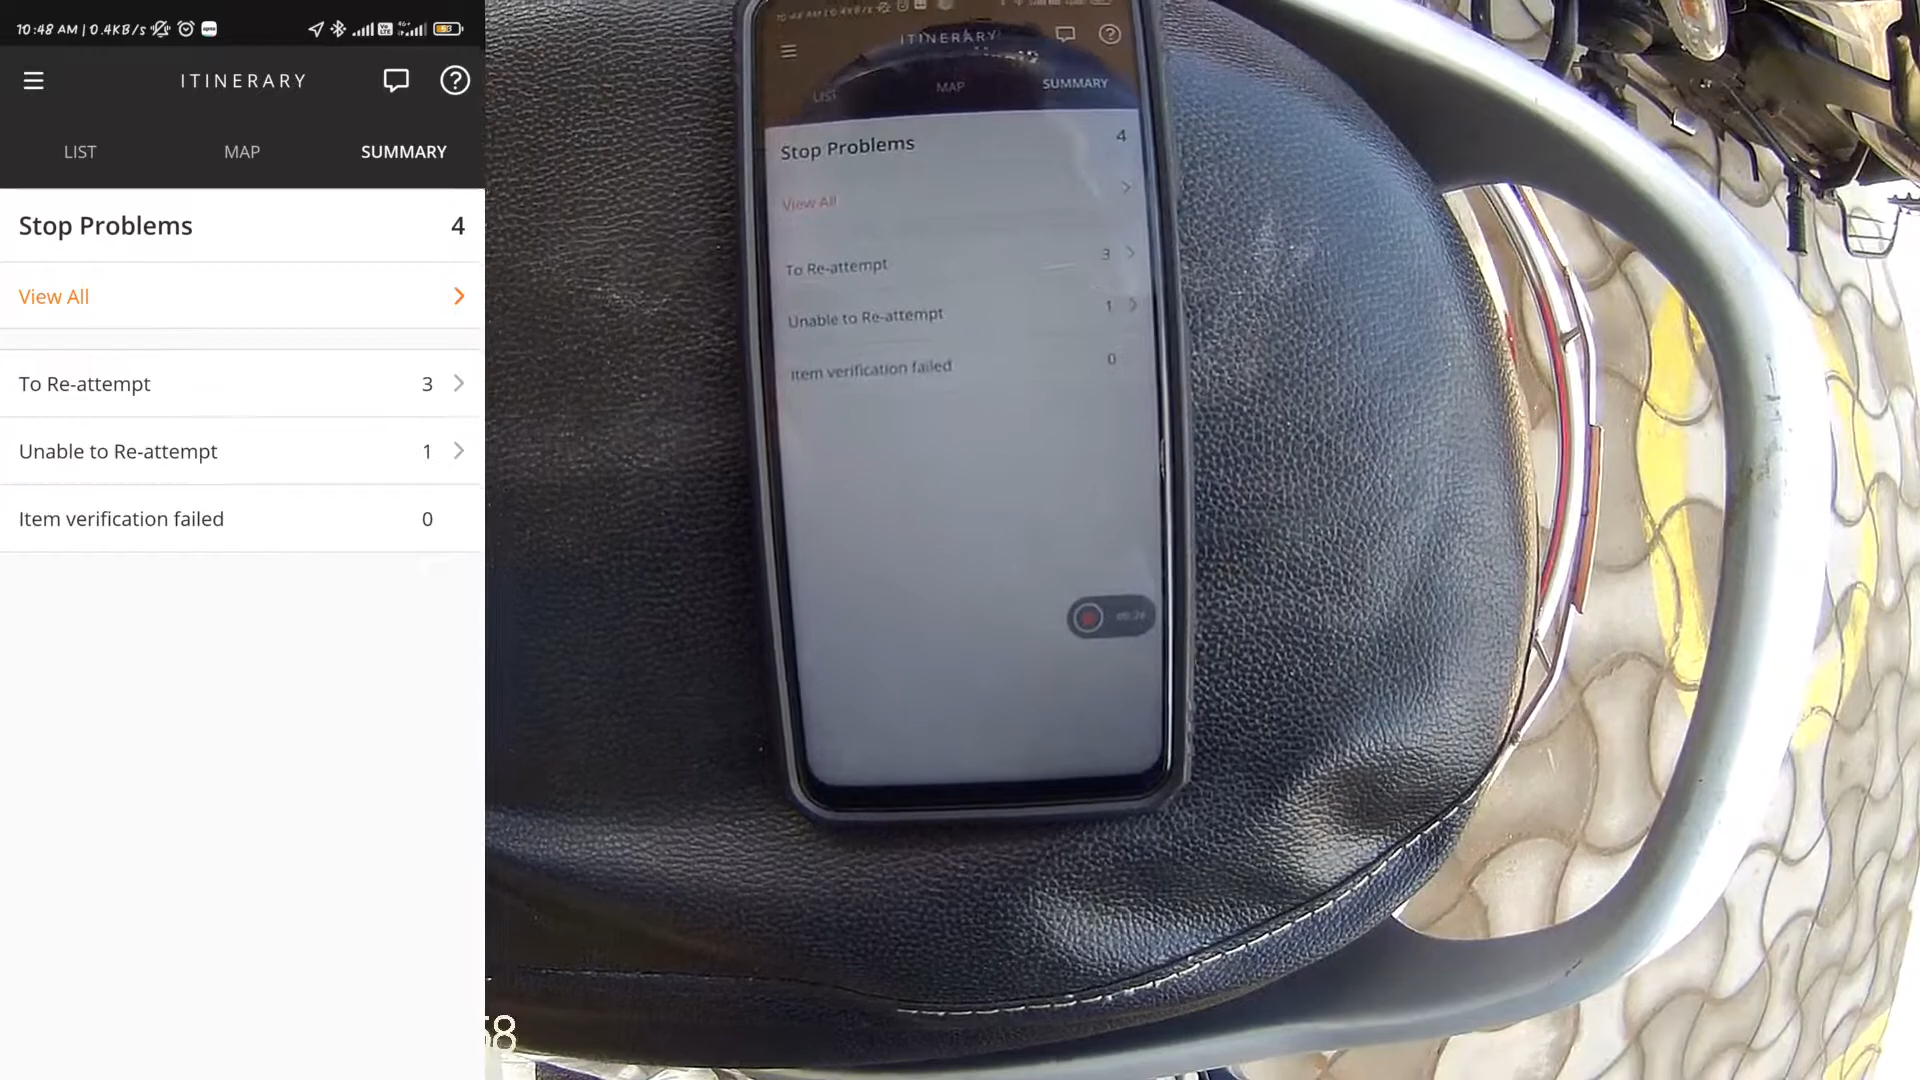 10:48 AM | 0.4KB/s
ITINERARY
LIST MAP SUMMARY
Stop Problems 4
View All
To Re-attempt 3
Unable to Re-attempt 1
Item verification failed 0
ITINERARY
LIST MAP SUMMARY
Stop Problems 4
View All
To Re-attempt 3
Unable to Re-attempt 1
Item verification failed 0
58